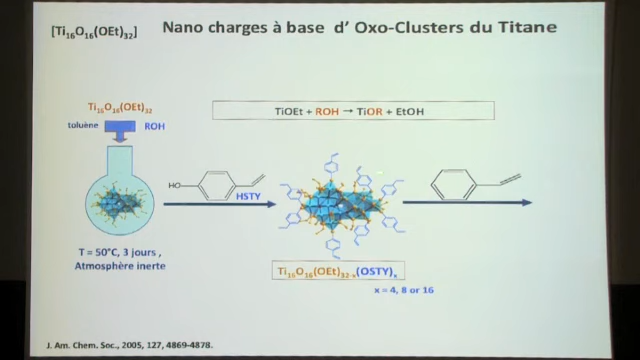 [Ti16O16(OEt)32]
Nano charges à base d' Oxo-Clusters du Titane
Ti16O16(OEt)32
toluène
ROH
TiOEt + ROH → TiOR + EtOH
HO
HSTY
T = 50°C, 3 jours ,
Atmosphère inerte
Ti16O16(OEt)32-x(OSTY)x
x = 4, 8 or 16
J. Am. Chem. Soc., 2005, 127, 4869-4878.